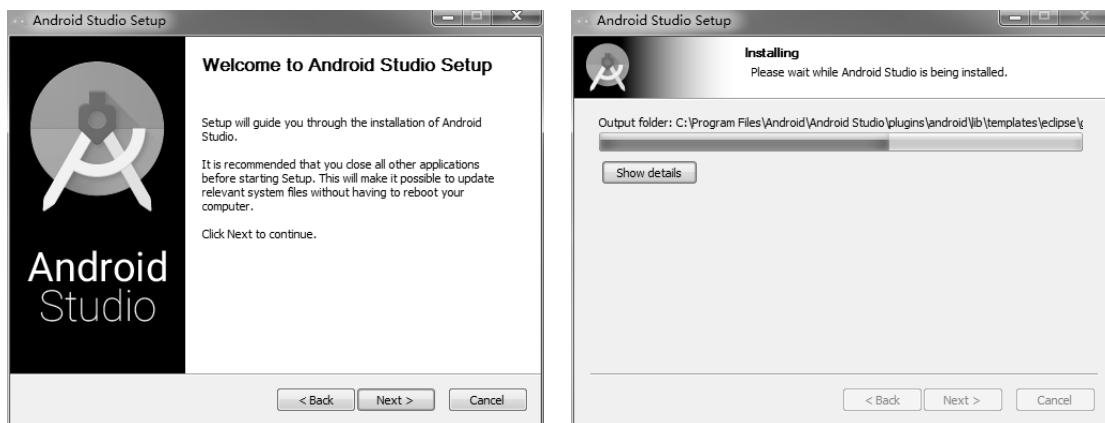 Android Studio Setup
Welcome to Android Studio Setup
Setup will guide you through the installation of Android
Studio.
It is recommended that you close all other applications
before starting Setup. This will make it possible to update
relevant system files without having to reboot your
computer.
Click Next to continue.
Android
Studio
< Back
Next >
Cancel
Android Studio Setup
Installing
Please wait while Android Studio is being installed.
Output folder: C:\Program Files\Android\Android Studio\plugins\android\lib\templates\eclipse\
Show details
< Back
Next >
Cancel